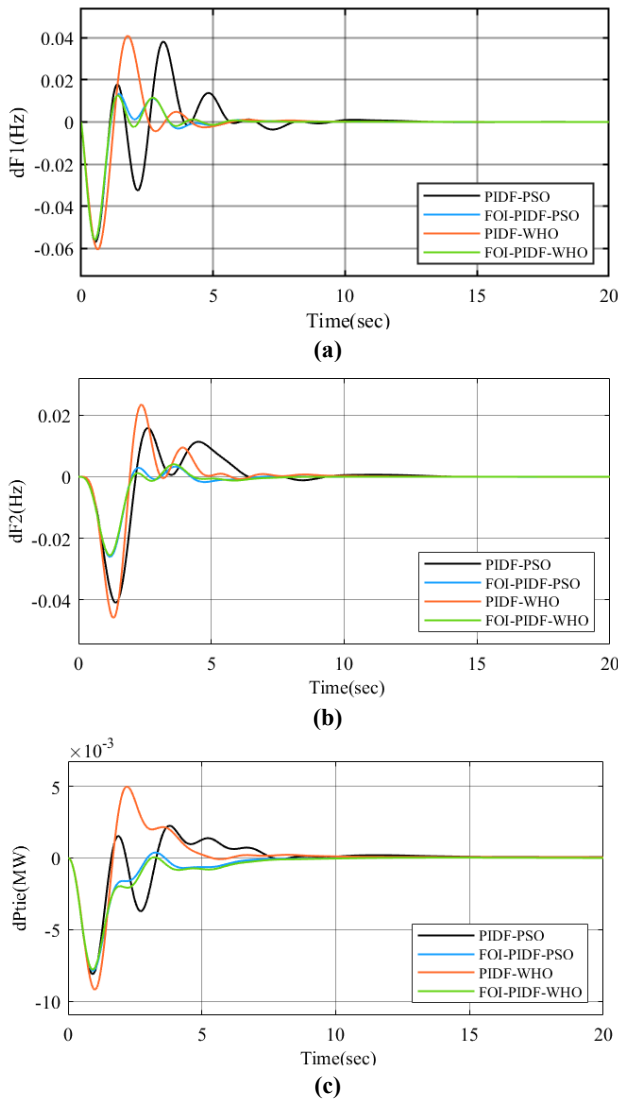 0.04
0.02
0
-0.02
-0.04
-0.06
dF1(Hz)
PIDF-PSO
FOI-PIDF-PSO
PIDF-WHO
FOI-PIDF-WHO
0 5 10 15 20
Time(sec)
(a)
0.02
0
-0.02
-0.04
dF2(Hz)
PIDF-PSO
FOI-PIDF-PSO
PIDF-WHO
FOI-PIDF-WHO
0 5 10 15 20
Time(sec)
(b)
×10⁻³
5
0
-5
-10
dPtie(MW)
PIDF-PSO
FOI-PIDF-PSO
PIDF-WHO
FOI-PIDF-WHO
0 5 10 15 20
Time(sec)
(c)